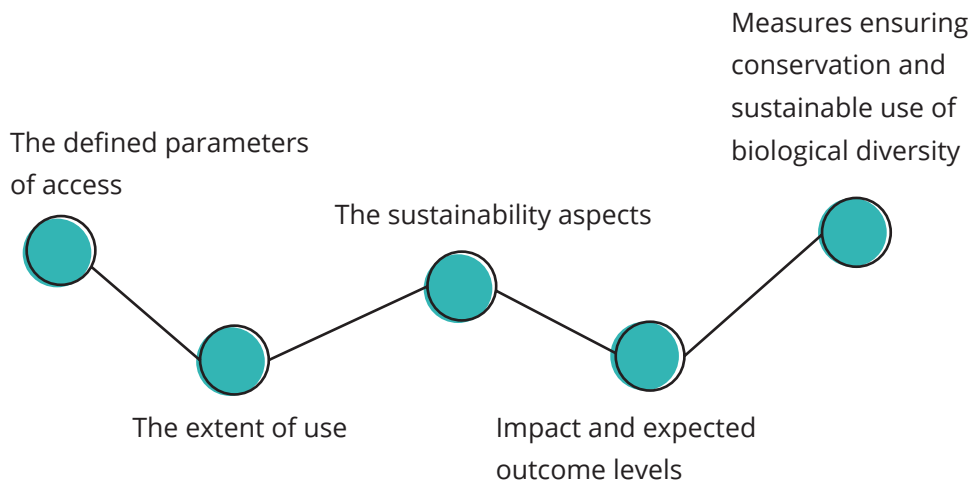 The defined parameters
of access
The extent of use
The sustainability aspects
Impact and expected
outcome levels
Measures ensuring
conservation and
sustainable use of
biological diversity